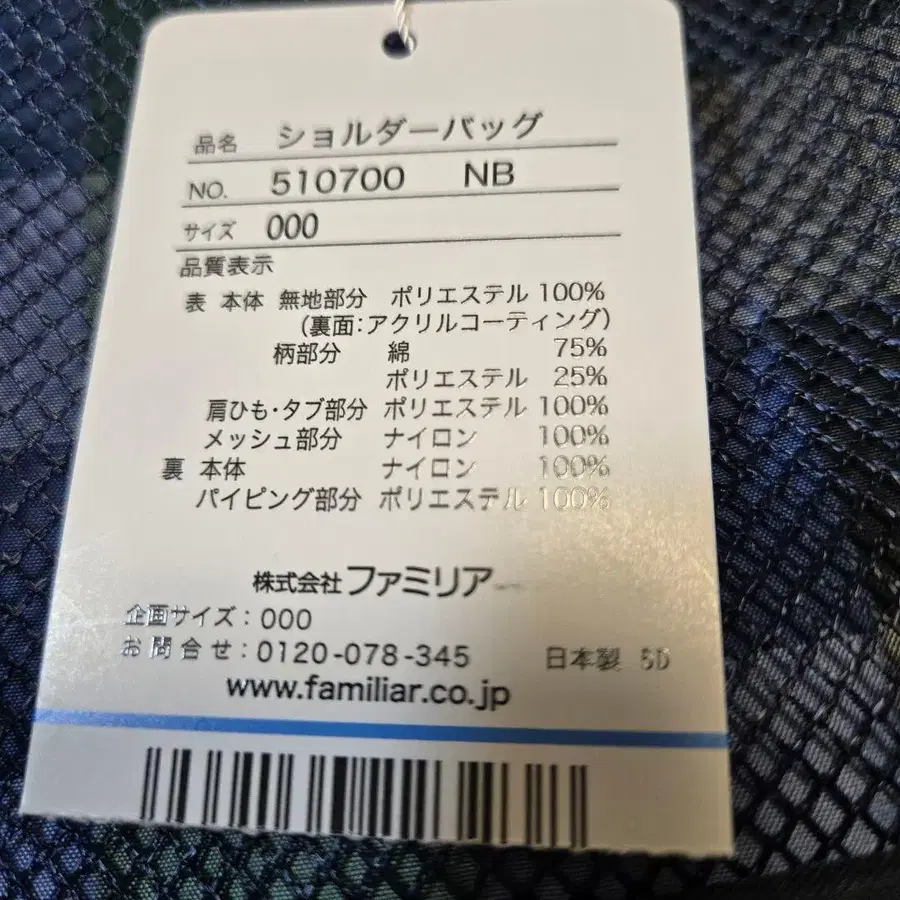 品名 ショルダーバッグ
NO. 510700 NB
サイズ 000
品質表示
表 本体 無地部分 ポリエステル 100%
(裏面:アクリルコーティング)
柄部分 綿 75%
ポリエステル 25%
肩ひも・タブ部分 ポリエステル 100%
メッシュ部分 ナイロン 100%
裏 本体 ナイロン 100%
パイピング部分 ポリエステル 100%
株式会社ファミリア
企画サイズ:000
お問合せ:0120-078-345 日本製 SD
www.familiar.co.jp